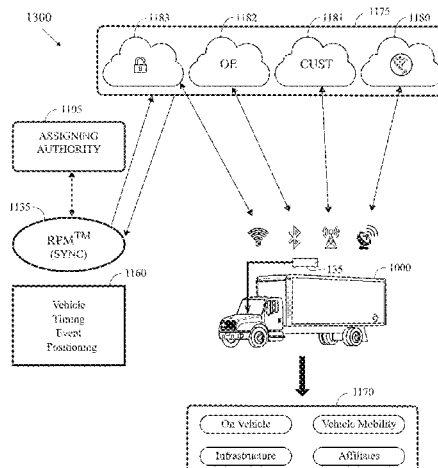 1300
1183
1182
1181
1175
1180
OE
CUST
1195
ASSIGNING
AUTHORITY
1135
RPM™
(SYNC)
1160
Vehicle
Timing
Event
Positioning
135
1000
1170
On Vehicle
Vehicle Mobility
Infrastructure
Affiliates